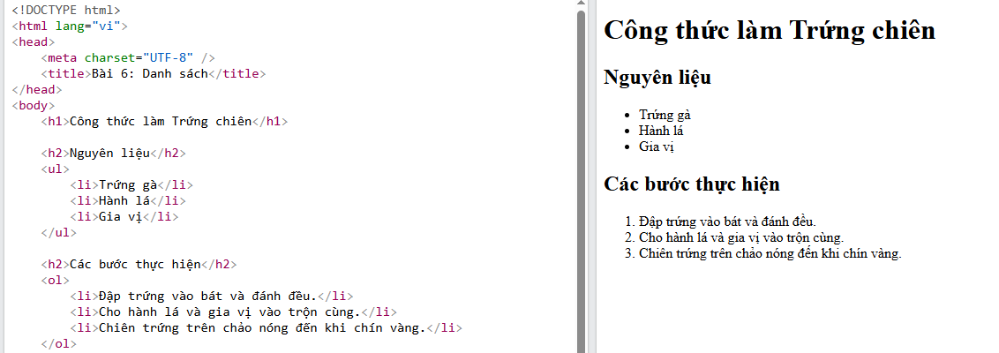 <!DOCTYPE html>
<html lang="vi">
<head>
    <meta charset="UTF-8" />
    <title>Bài 6: Danh sách</title>
</head>
<body>
    <h1>Công thức làm Trứng chiên</h1>

    <h2>Nguyên liệu</h2>
    <ul>
        <li>Trứng gà</li>
        <li>Hành lá</li>
        <li>Gia vị</li>
    </ul>

    <h2>Các bước thực hiện</h2>
    <ol>
        <li>Đập trứng vào bát và đánh đều.</li>
        <li>Cho hành lá và gia vị vào trộn cùng.</li>
        <li>Chiên trứng trên chảo nóng đến khi chín vàng.</li>
    </ol>
Công thức làm Trứng chiên
Nguyên liệu
• Trứng gà
• Hành lá
• Gia vị
Các bước thực hiện
1. Đập trứng vào bát và đánh đều.
2. Cho hành lá và gia vị vào trộn cùng.
3. Chiên trứng trên chảo nóng đến khi chín vàng.